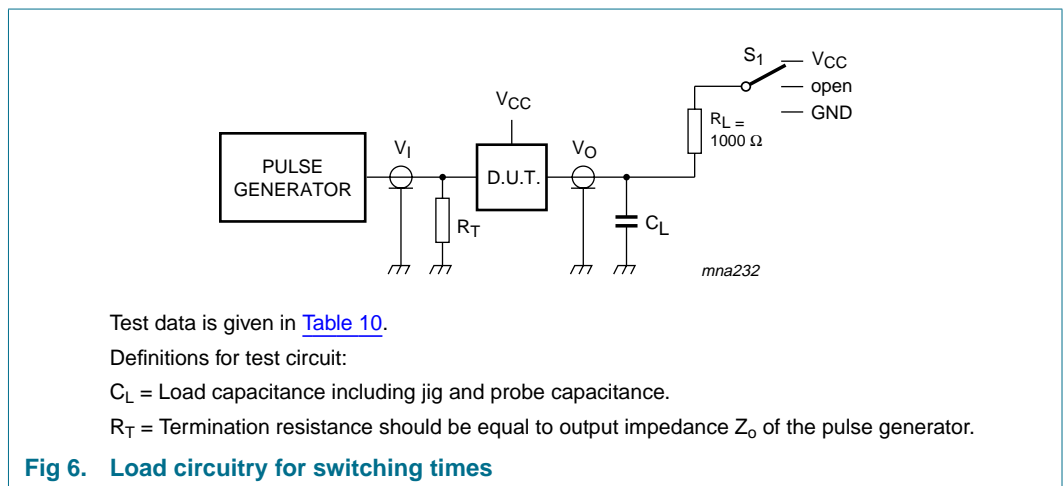 S1
VCC
open
GND
RL =
1000 Ω
VCC
VI
VO
PULSE
GENERATOR
D.U.T.
RT
CL
mna232
Test data is given in Table 10.
Definitions for test circuit:
CL = Load capacitance including jig and probe capacitance.
RT = Termination resistance should be equal to output impedance Zo of the pulse generator.
Fig 6. Load circuitry for switching times